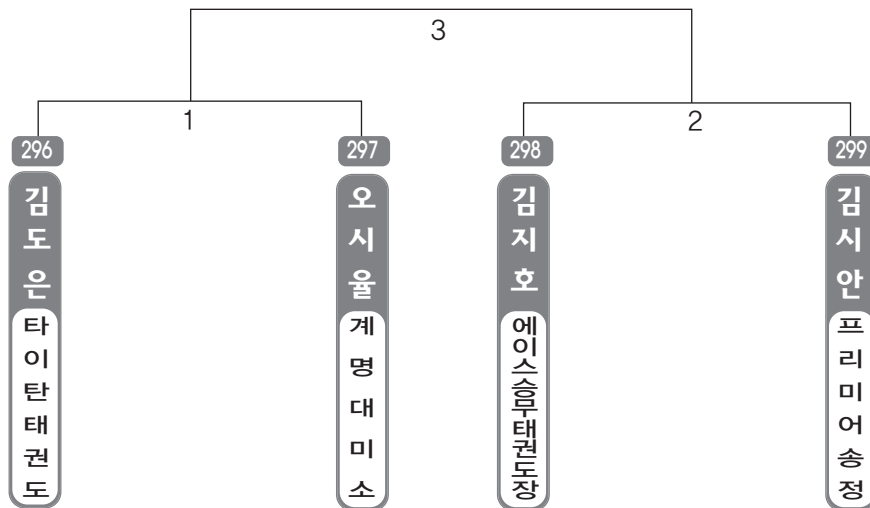 3
1
2
296
297
298
299
김도은
오시율
김지호
김시안
타이탄태권도
계명대미소
에이스승무태권도장
프리미어송정